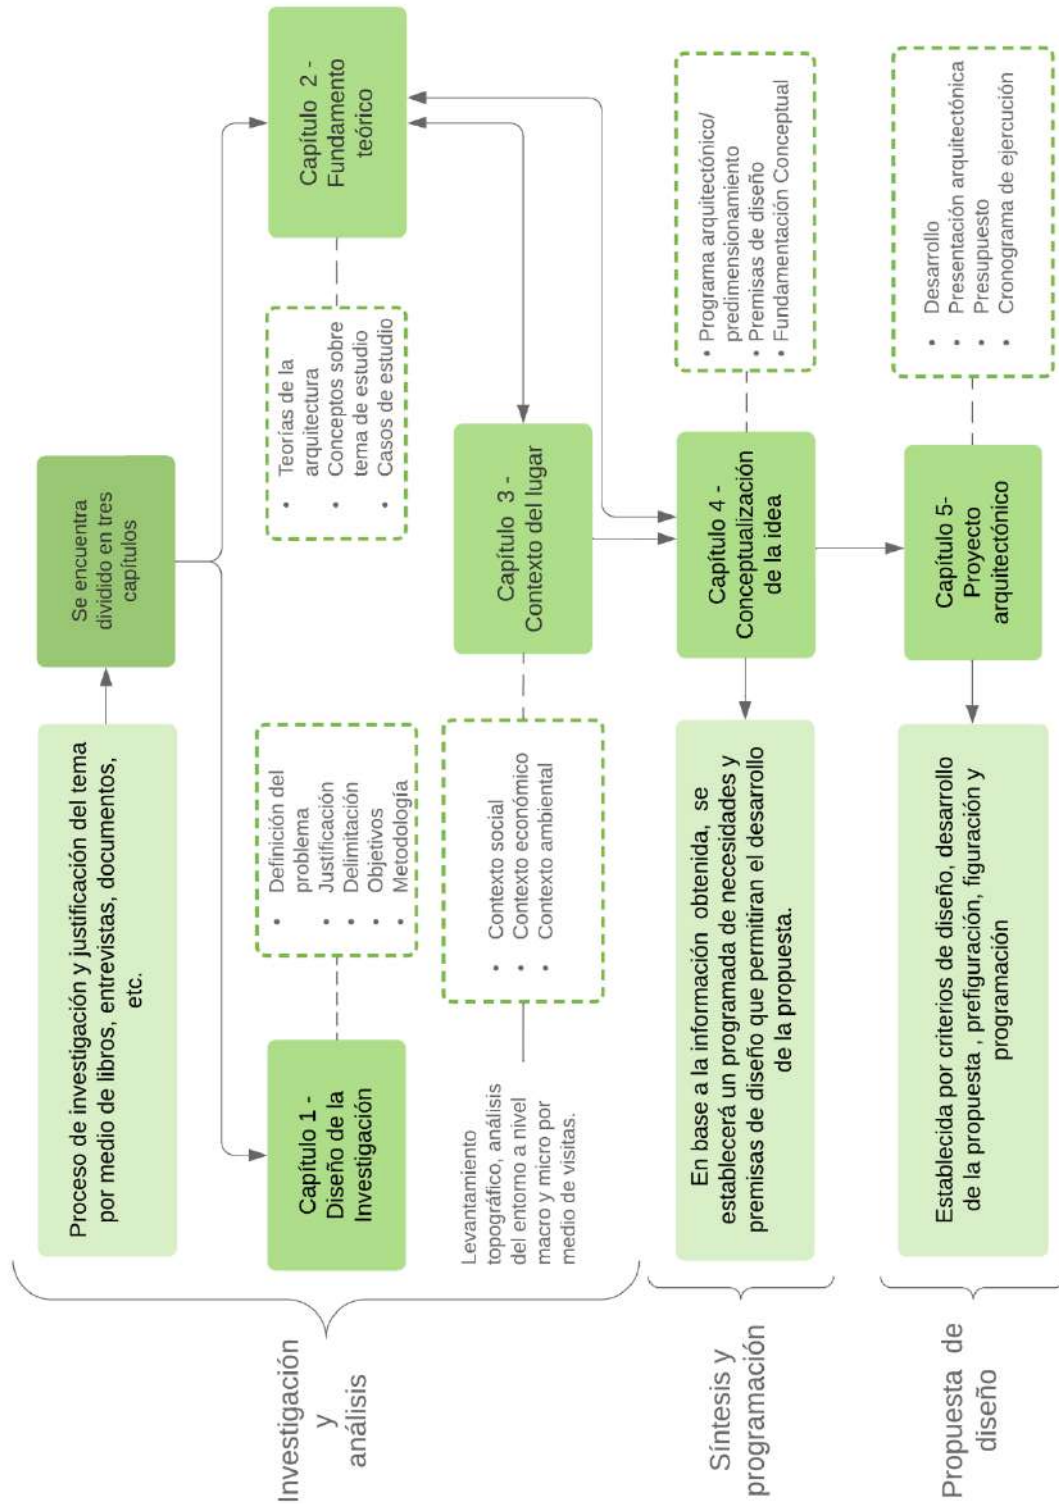 Investigación
y
análisis
Proceso de investigación y justificación del tema
por medio de libros, entrevistas, documentos,
etc.
Se encuentra
dividido en tres
capítulos
Capítulo 1 -
Diseño de la
Investigación
• Definición del
problema
• Justificación
• Delimitación
• Objetivos
• Metodología
• Teorías de la
arquitectura
• Conceptos sobre
tema de estudio
• Casos de estudio
Capítulo 2 -
Fundamento
teórico
Levantamiento
topográfico, análisis
del entorno a nivel
macro y micro por
medio de visitas.
• Contexto social
• Contexto económico
• Contexto ambiental
Capítulo 3 -
Contexto del lugar
Síntesis y
programación
En base a la información obtenida, se
establecerá un programada de necesidades y
premisas de diseño que permitiran el desarrollo
de la propuesta.
Capítulo 4 -
Conceptualización
de la idea
• Programa arquitectónico/
predimensionamiento
• Premisas de diseño
• Fundamentación Conceptual
Propuesta de
diseño
Establecida por criterios de diseño, desarrollo
de la propuesta , prefiguración, figuración y
programación
Capítulo 5-
Proyecto
arquitectónico
• Desarrollo
• Presentación arquitectónica
• Presupuesto
• Cronograma de ejercución